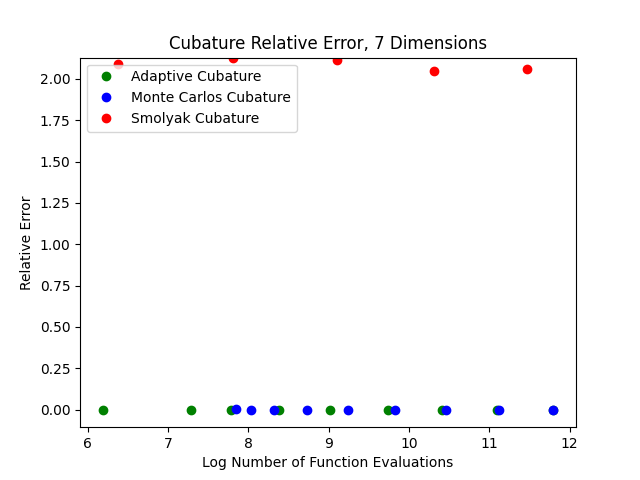 Cubature Relative Error, 7 Dimensions
2.00
1.75
1.50
1.25
1.00
0.75
0.50
0.25
0.00
Relative Error
Adaptive Cubature
Monte Carlos Cubature
Smolyak Cubature
6 7 8 9 10 11 12
Log Number of Function Evaluations